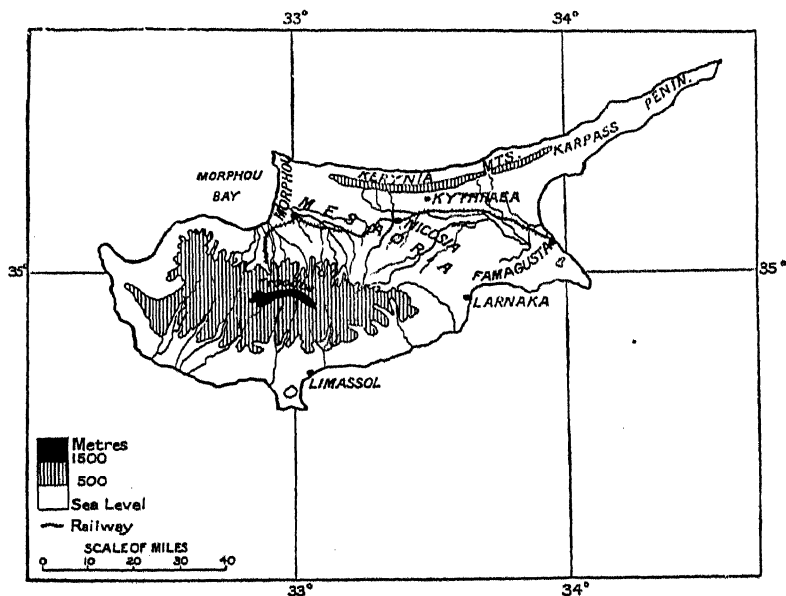 33° 34°
PENIN.
KARPASS
MTS.
KERYNIA
MORPHOU
BAY
MORPHOU
KYTHRAEA
MESAORIA
NICOSIA
FAMAGUSTA
35° 35°
LARNAKA
LIMASSOL
Metres
1500
500
Sea Level
Railway
SCALE OF MILES
0 10 20 30 40
33° 34°